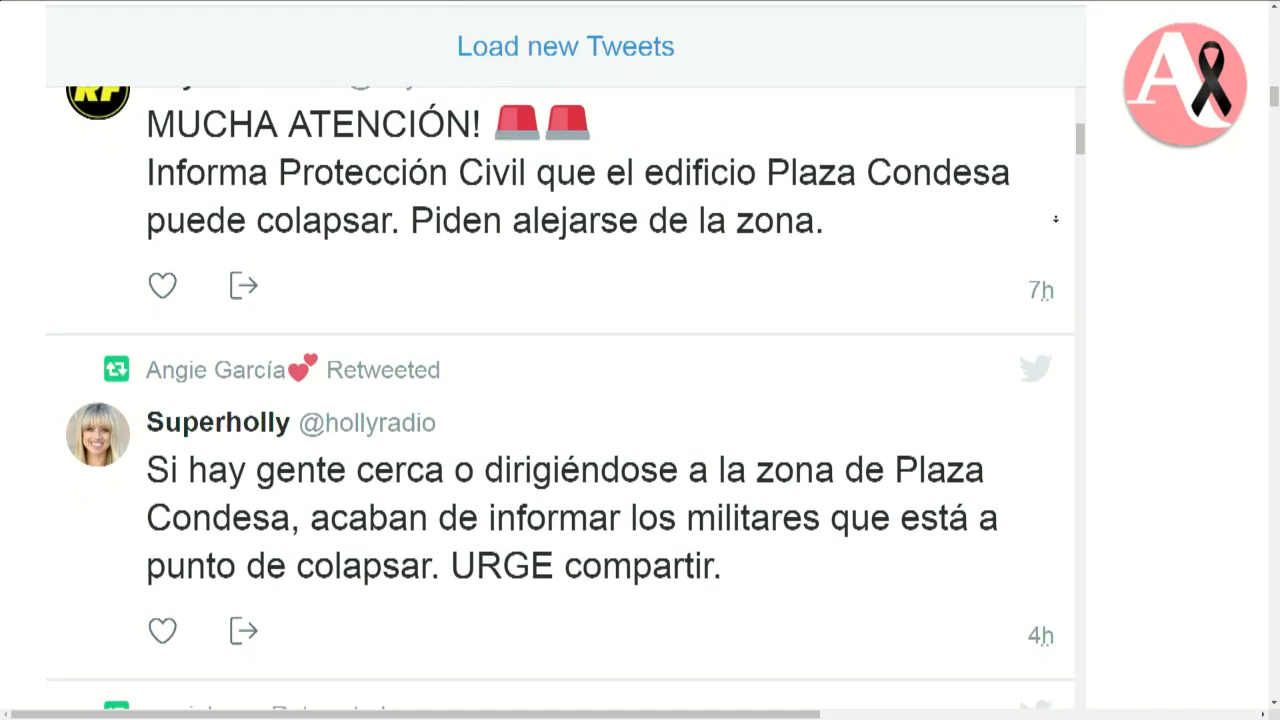 Load new Tweets
RF
MUCHA ATENCIÓN!
Informa Protección Civil que el edificio Plaza Condesa
puede colapsar. Piden alejarse de la zona.
7h
Angie García Retweeted
Superholly @hollyradio
Si hay gente cerca o dirigiéndose a la zona de Plaza
Condesa, acaban de informar los militares que está a
punto de colapsar. URGE compartir.
4h